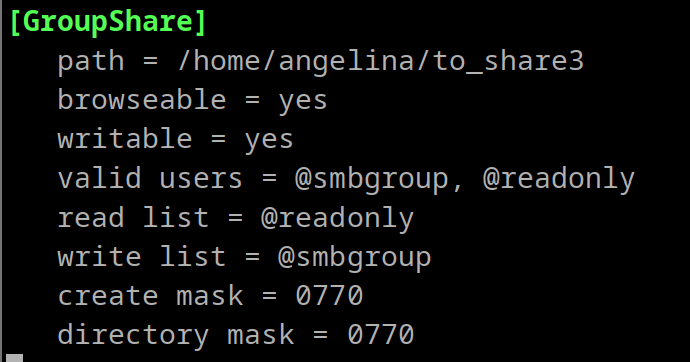 [GroupShare]
path = /home/angelina/to_share3
browseable = yes
writable = yes
valid users = @smbgroup, @readonly
read list = @readonly
write list = @smbgroup
create mask = 0770
directory mask = 0770